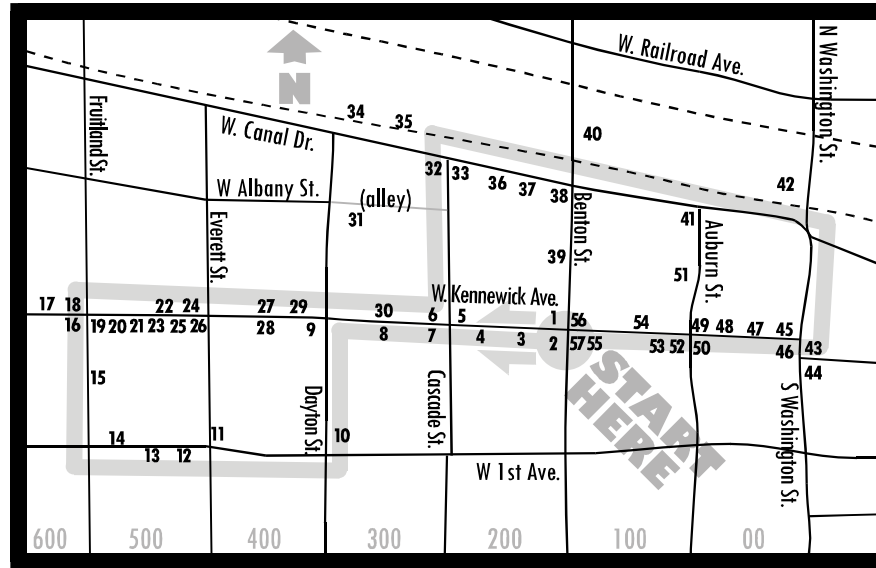 W. Railroad Ave.
N Washington St.
N
Fruitland St.
34
35
W. Canal Dr.
40
32 33
36 37 38
42
W Albany St.
(alley)
31
Everett St.
Benton St.
41
Auburn St.
39
51
W. Kennewick Ave.
17 18 22 24 27 29 30 6 5 1 56 54 49 48 47 45
16 19 20 21 23 25 26 28 9 8 7 4 3 2 57 55 53 52 50 46 43
44
15
Dayton St.
Cascade St.
START
HERE
S Washington St.
14
13 12
11
10
W 1st Ave.
600 500 400 300 200 100 00